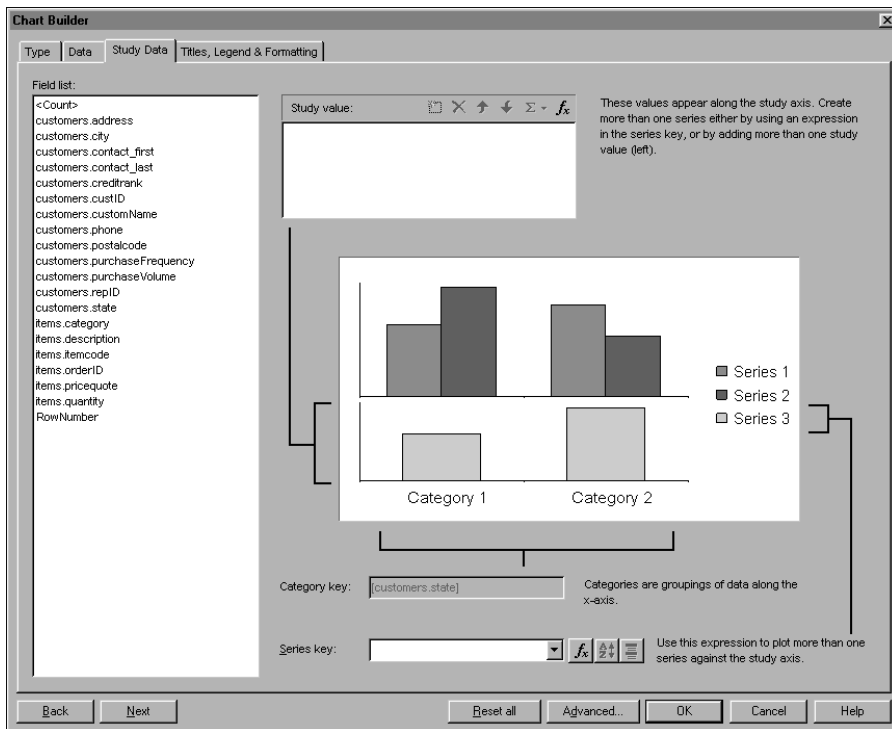 Chart Builder
Type
Data
Study Data
Titles, Legend & Formatting
Field list:
<Count>
customers.address
customers.city
customers.contact_first
customers.contact_last
customers.creditrank
customers.custID
customers.customName
customers.phone
customers.postalcode
customers.purchaseFrequency
customers.purchaseVolume
customers.repID
customers.state
items.category
items.description
items.itemcode
items.orderID
items.pricequote
items.quantity
RowNumber
Study value:
Σ
fx
These values appear along the study axis. Create
more than one series either by using an expression
in the series key, or by adding more than one study
value (left).
Series 1
Series 2
Series 3
Category 1
Category 2
Category key:
[customers.state]
Categories are groupings of data along the
x-axis.
Series key:
fx
A
Z
Use this expression to plot more than one
series against the study axis.
Back
Next
Reset all
Advanced...
OK
Cancel
Help